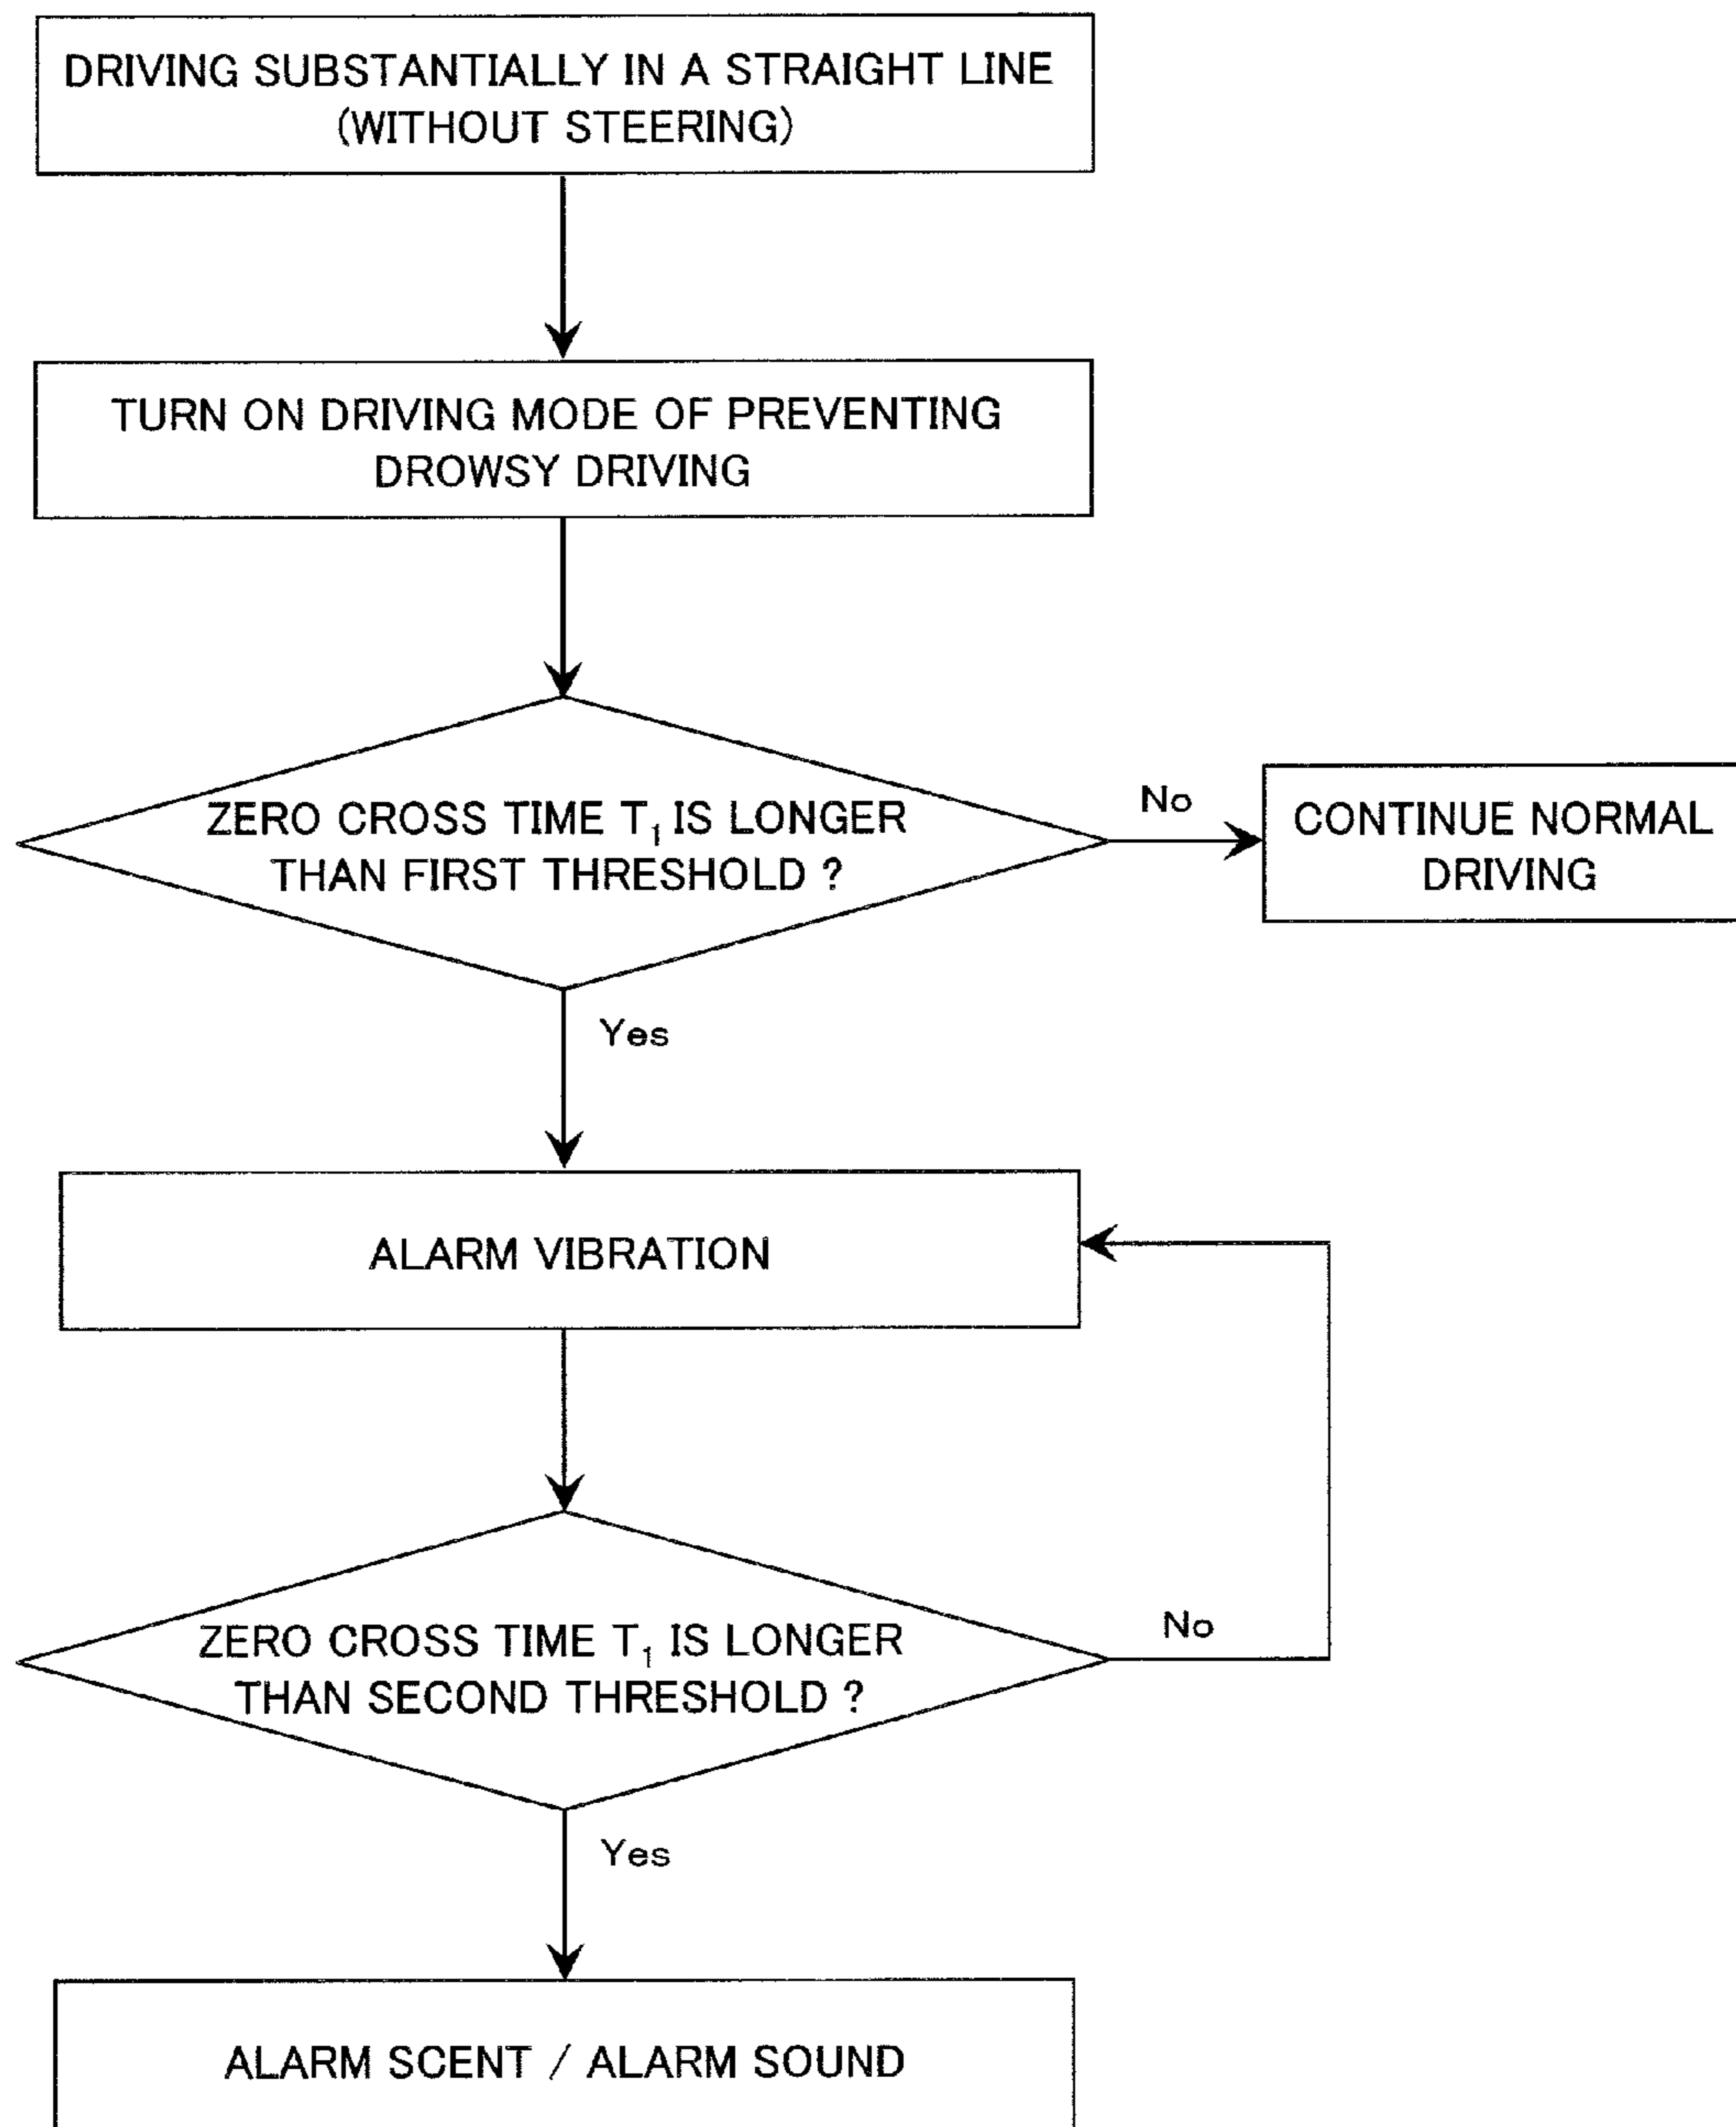 DRIVING SUBSTANTIALLY IN A STRAIGHT LINE
(WITHOUT STEERING)
TURN ON DRIVING MODE OF PREVENTING
DROWSY DRIVING
ZERO CROSS TIME T₁ IS LONGER
THAN FIRST THRESHOLD ?
No
CONTINUE NORMAL
DRIVING
Yes
ALARM VIBRATION
ZERO CROSS TIME T₁ IS LONGER
THAN SECOND THRESHOLD ?
No
Yes
ALARM SCENT / ALARM SOUND